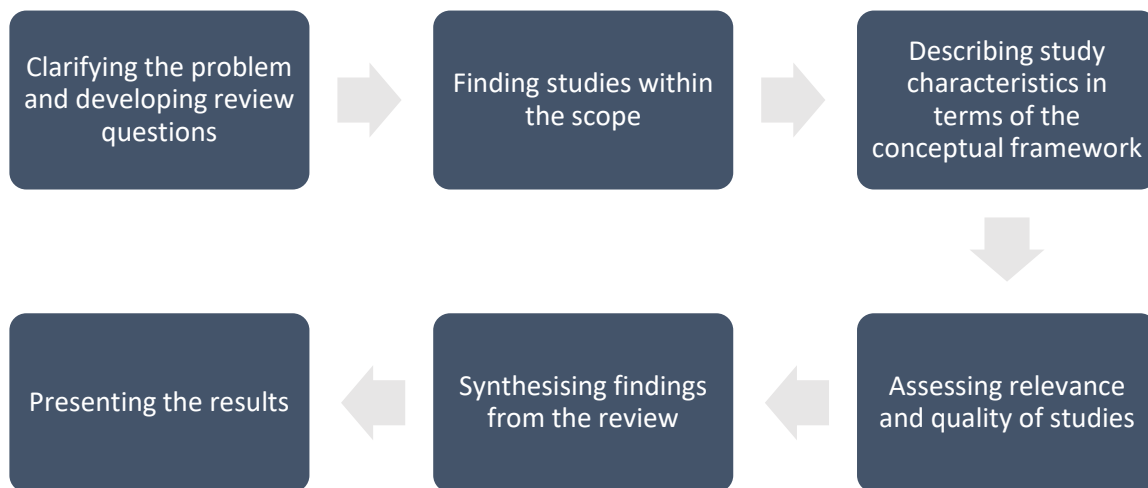 Clarifying the problem
and developing review
questions
Finding studies within
the scope
Describing study
characteristics in
terms of the
conceptual framework
Assessing relevance
and quality of studies
Synthesising findings
from the review
Presenting the results